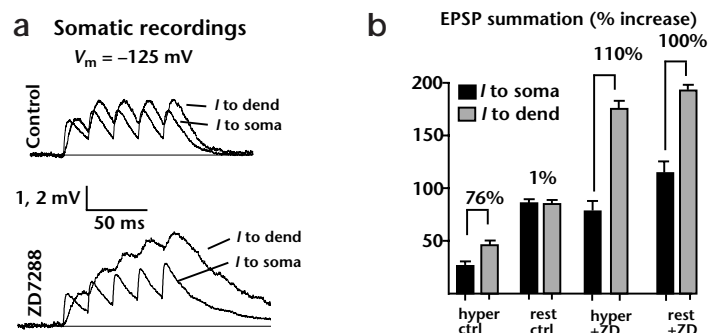 a
Somatic recordings
Vm = –125 mV
Control
I to dend
I to soma
1, 2 mV
50 ms
ZD7288
I to dend
I to soma
b
EPSP summation (% increase)
I to soma
I to dend
200
150
100
50
76%
1%
110%
100%
hyper
ctrl
rest
ctrl
hyper
+ZD
rest
+ZD